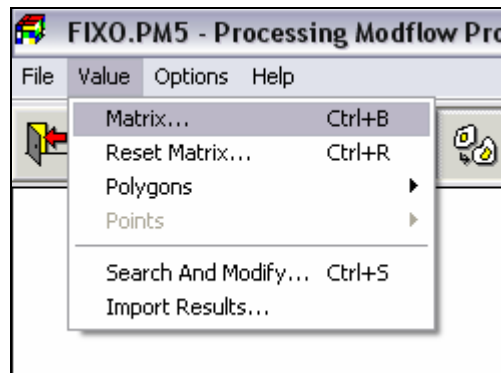 FIXO.PM5 - Processing Modflow Pro
File Value Options Help
Matrix... Ctrl+B
Reset Matrix... Ctrl+R
Polygons
Points
Search And Modify... Ctrl+S
Import Results...